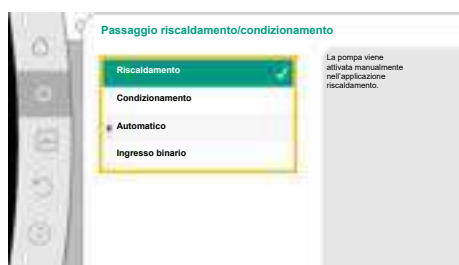 Passaggio riscaldamento/condizionamento
Riscaldamento
Condizionamento
Automatico
Ingresso binario
La pompa viene
attivata manualmente
nell'applicazione
riscaldamento.